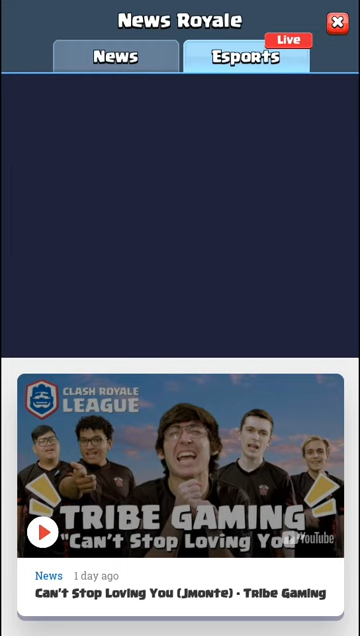 News Royale
Live
News
Esports
CLASH ROYALE
LEAGUE
TRIBE GAMING
"Can't Stop Loving You"
YouTube
News 1 day ago
Can't Stop Loving You (Jmonte) - Tribe Gaming